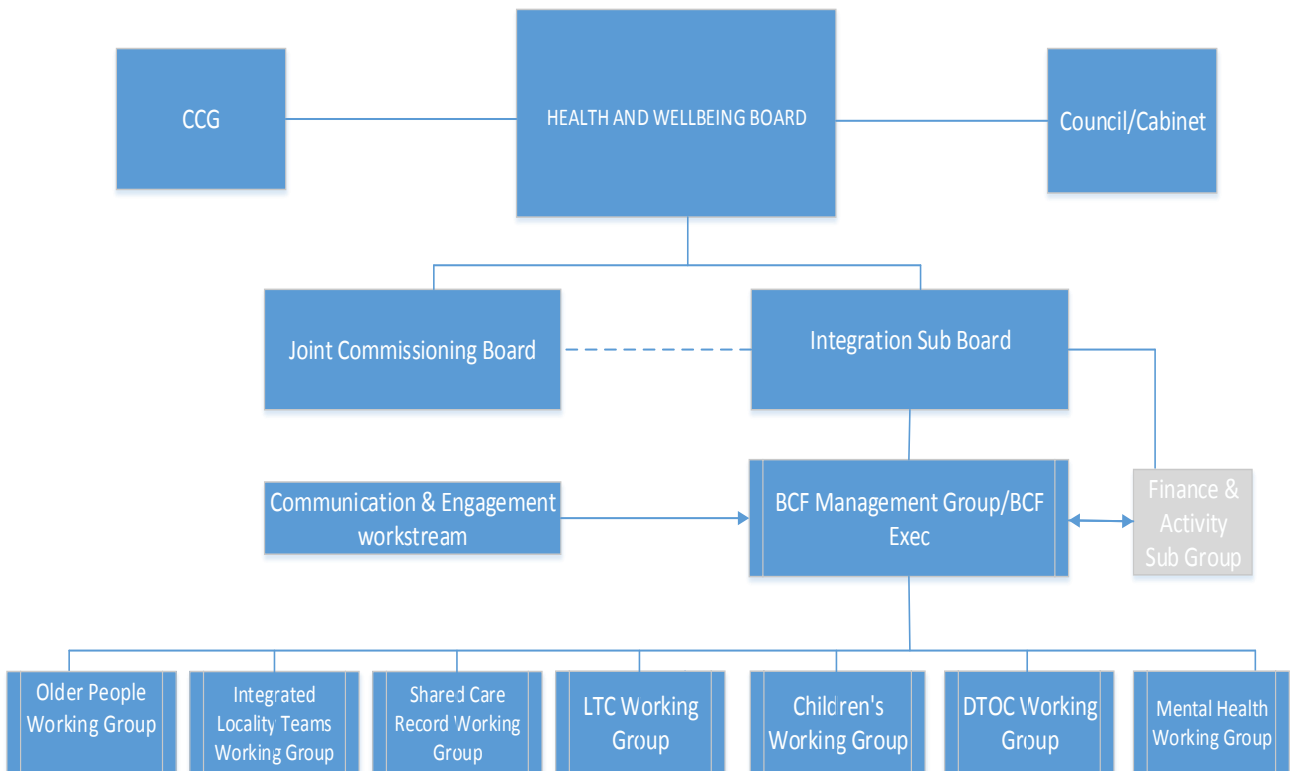 CCG
HEALTH AND WELLBEING BOARD
Council/Cabinet
Joint Commissioning Board
Integration Sub Board
Communication & Engagement
workstream
BCF Management Group/BCF
Exec
Finance &
Activity
Sub Group
Older People
Working Group
Integrated
Locality Teams
Working Group
Shared Care
Record Working
Group
LTC Working
Group
Children's
Working Group
DTOC Working
Group
Mental Health
Working Group